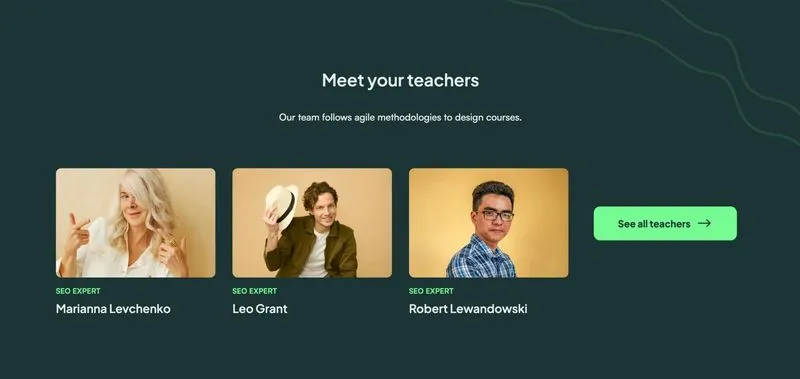 Meet your teachers
Our team follows agile methodologies to design courses.
SEO EXPERT
Marianna Levchenko
SEO EXPERT
Leo Grant
SEO EXPERT
Robert Lewandowski
See all teachers